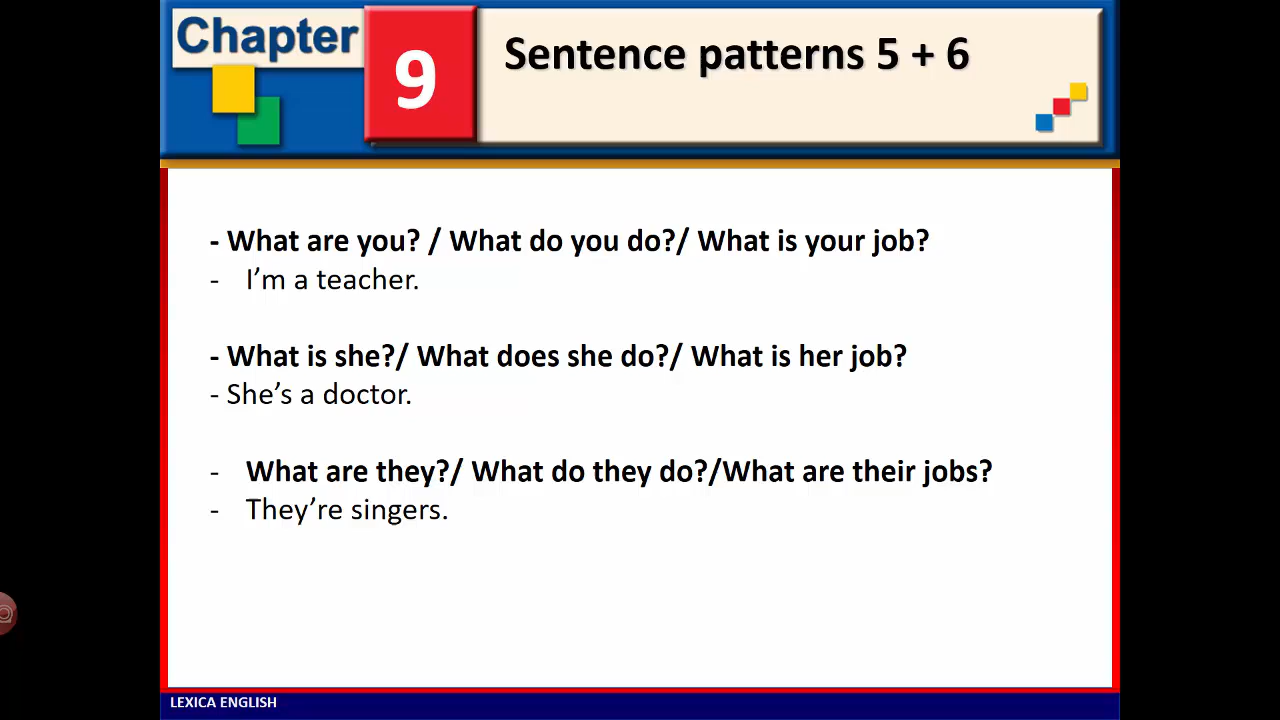 Chapter
9
Sentence patterns 5 + 6
- What are you? / What do you do?/ What is your job?
- I’m a teacher.
- What is she?/ What does she do?/ What is her job?
- She’s a doctor.
- What are they?/ What do they do?/What are their jobs?
- They’re singers.
LEXICA ENGLISH